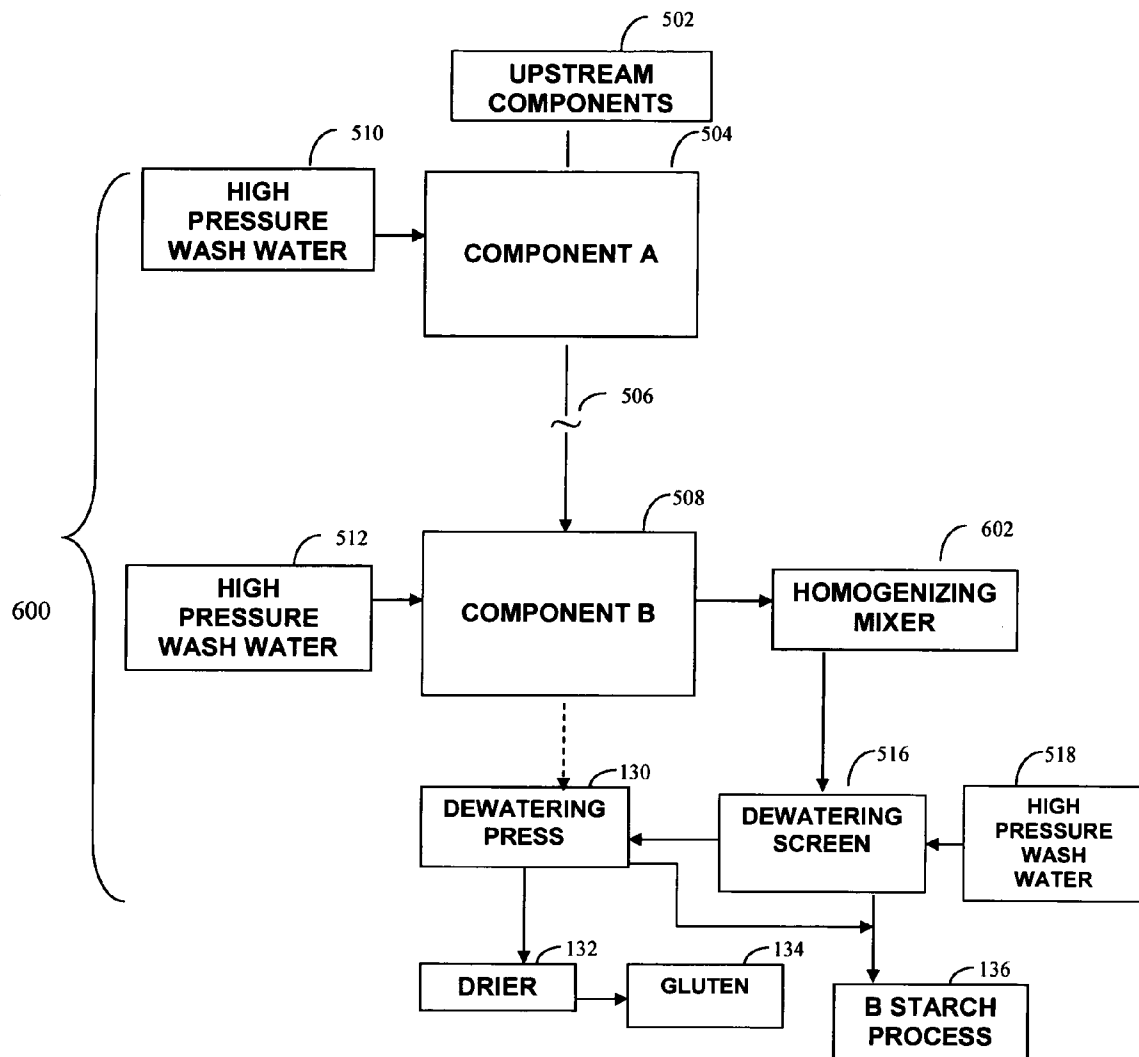 502
UPSTREAM
COMPONENTS
510
504
HIGH
PRESSURE
WASH WATER
COMPONENT A
506
508
512
602
HIGH
PRESSURE
WASH WATER
COMPONENT B
HOMOGENIZING
MIXER
600
130
516
518
DEWATERING
PRESS
DEWATERING
SCREEN
HIGH
PRESSURE
WASH
WATER
132
134
136
DRIER
GLUTEN
B STARCH
PROCESS